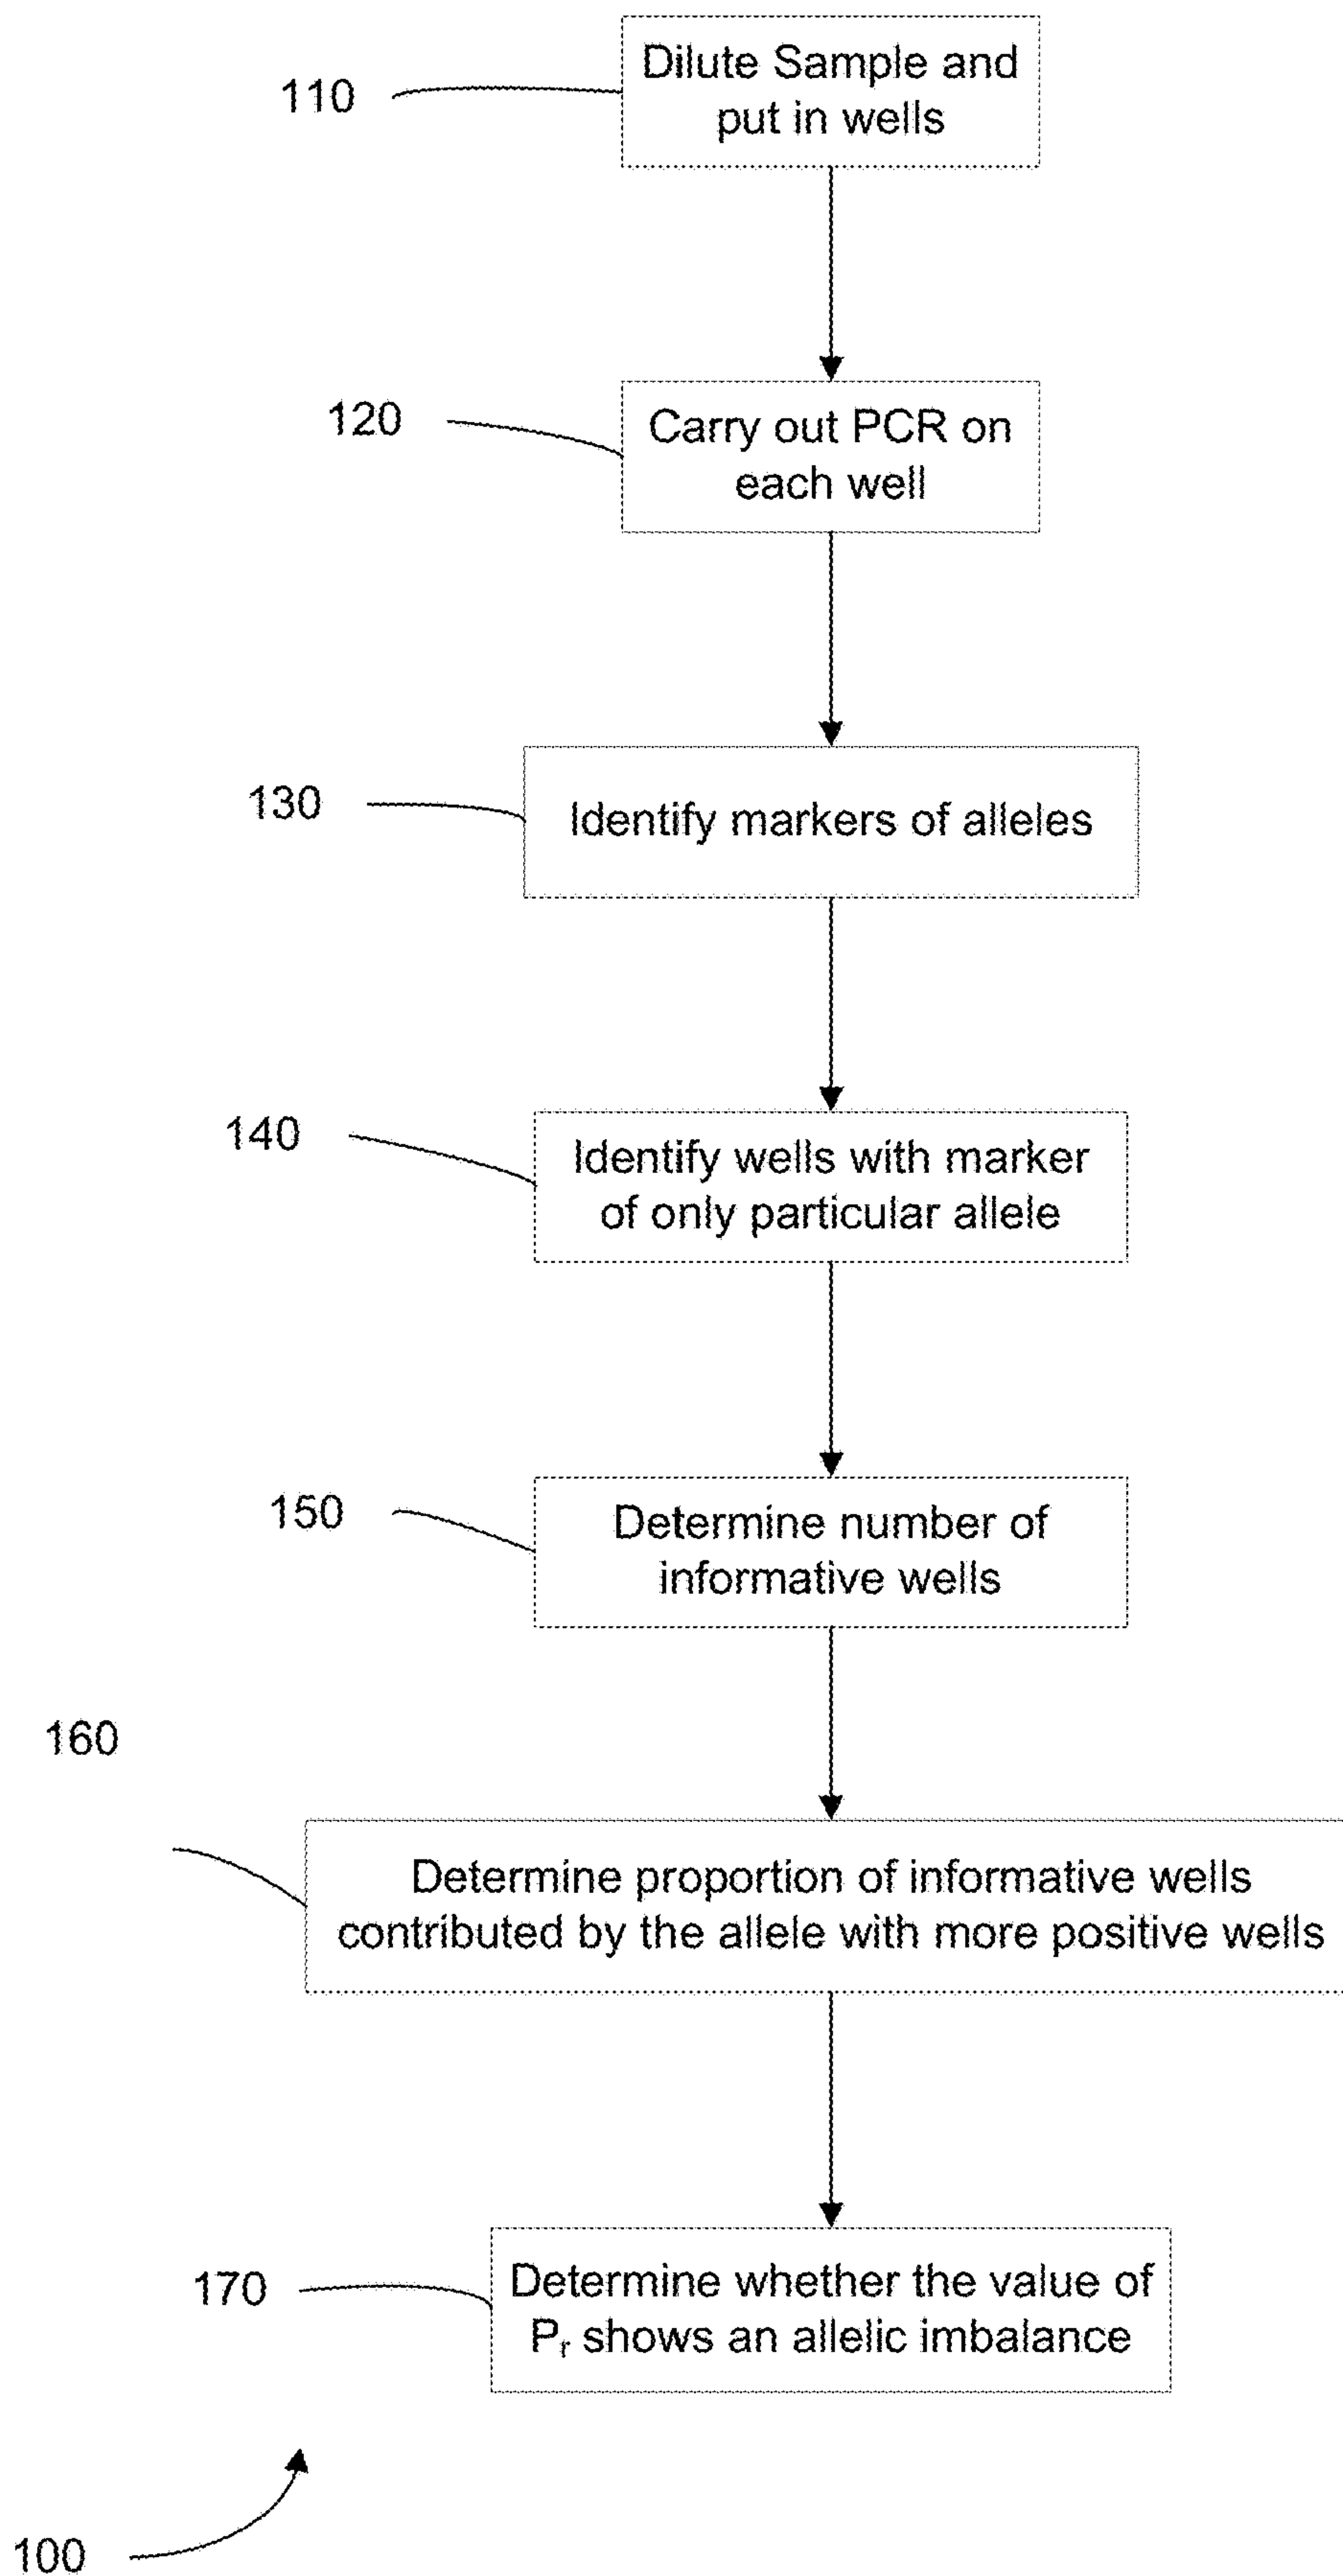 110
Dilute Sample and
put in wells
120
Carry out PCR on
each well
130
Identify markers of alleles
140
Identify wells with marker
of only particular allele
150
Determine number of
informative wells
160
Determine proportion of informative wells
contributed by the allele with more positive wells
170
Determine whether the value of
Pr shows an allelic imbalance
100